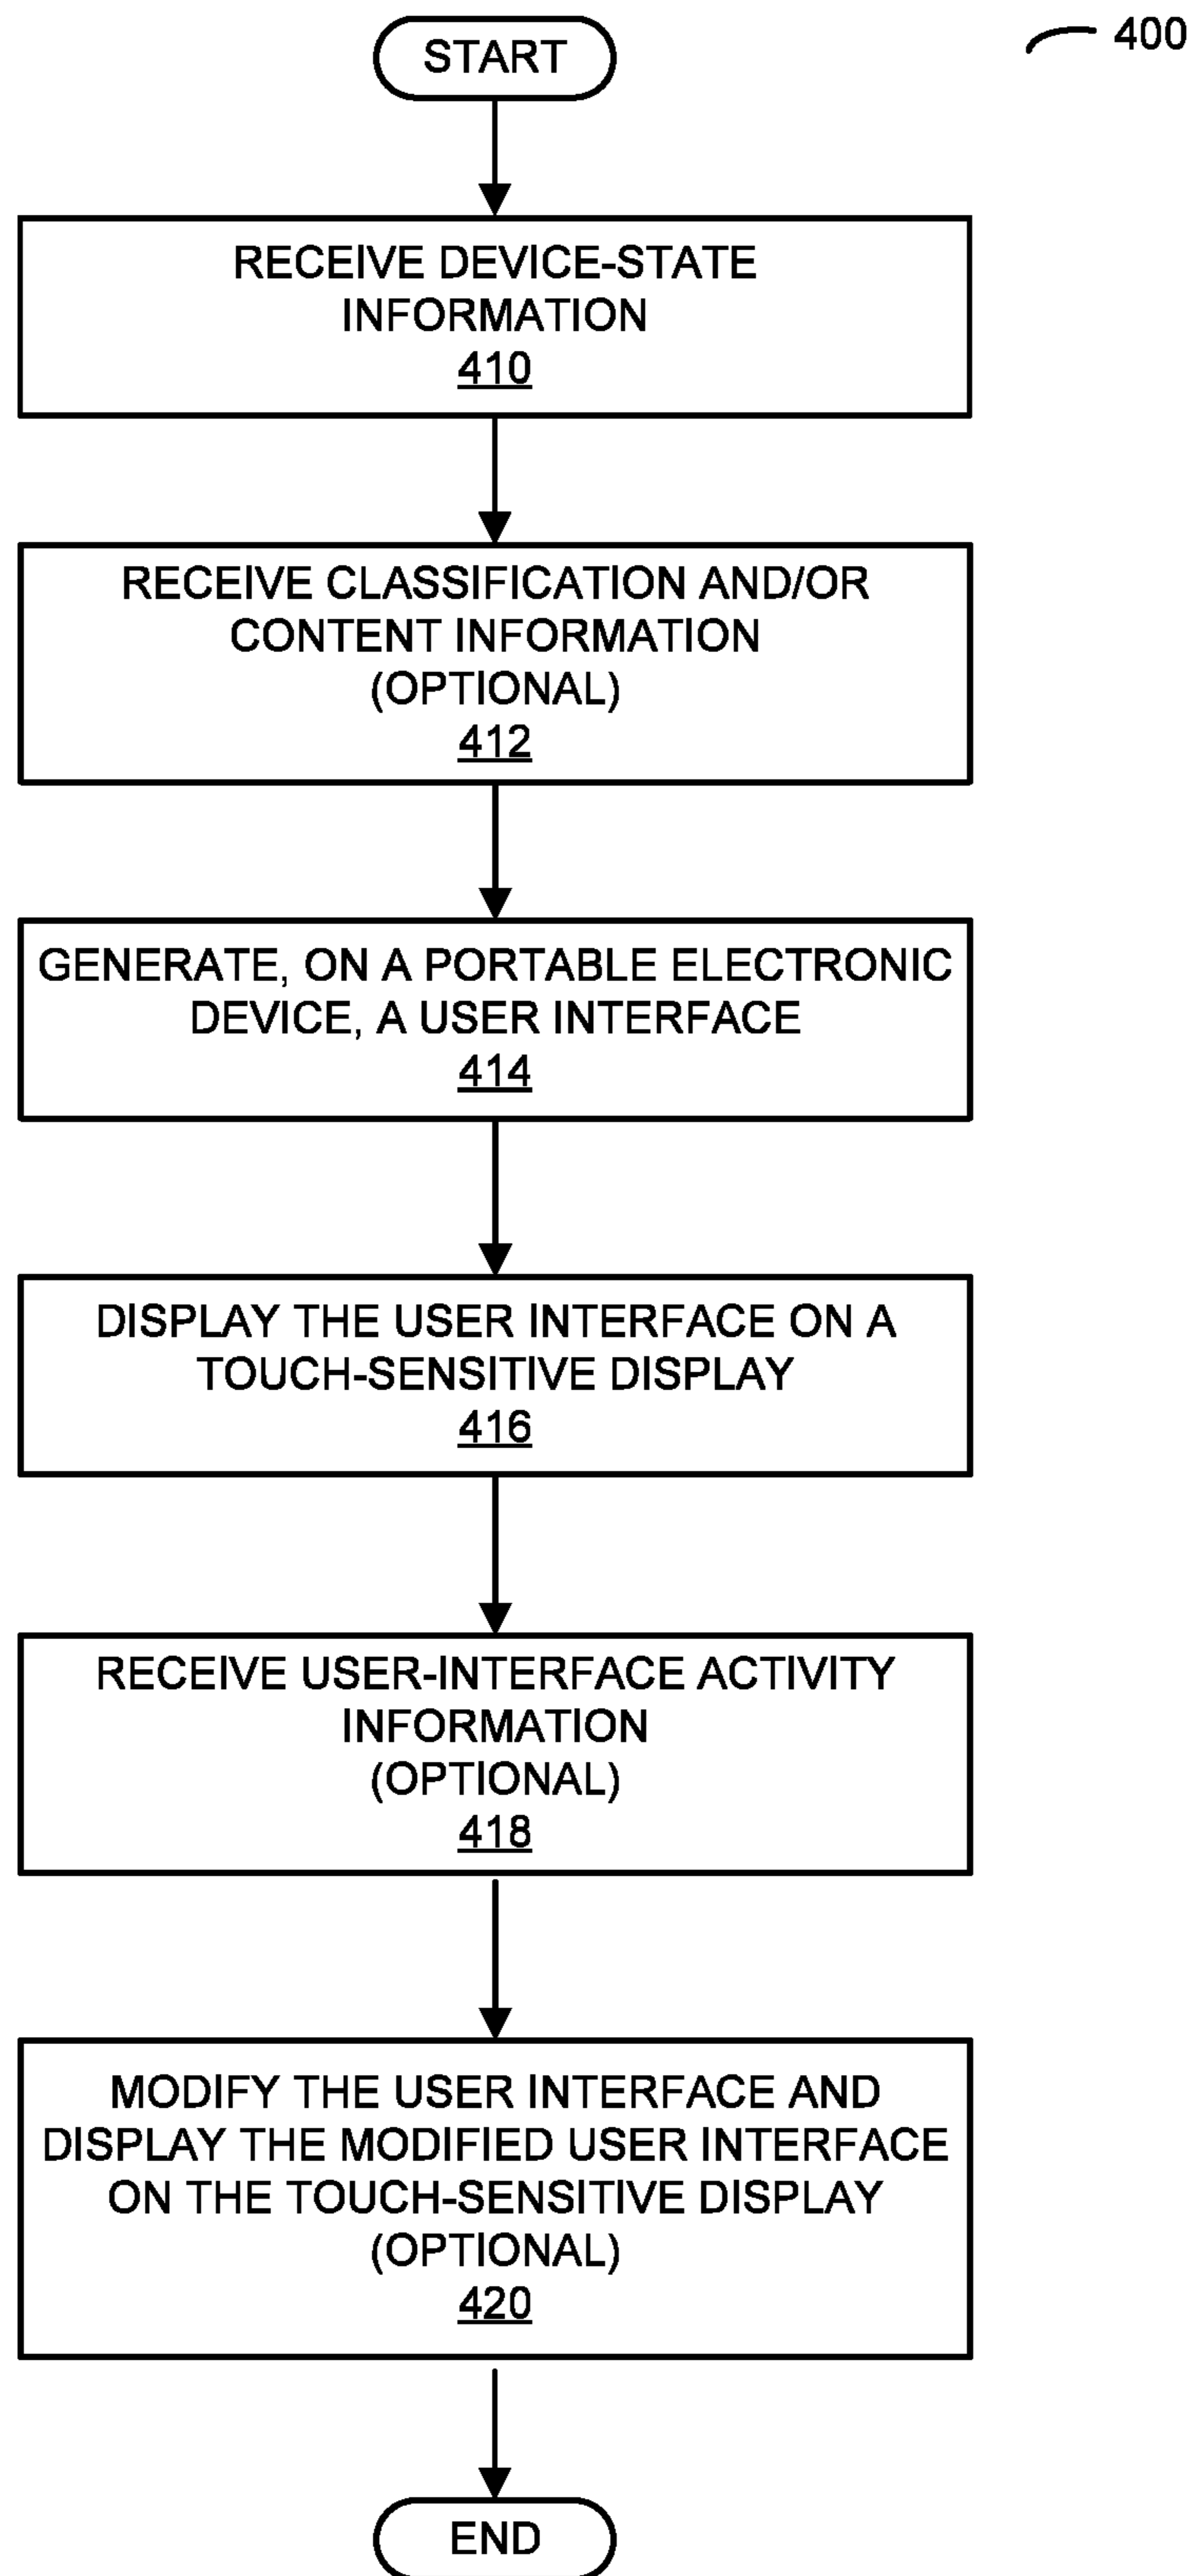 START
400
RECEIVE DEVICE-STATE
INFORMATION
410
RECEIVE CLASSIFICATION AND/OR
CONTENT INFORMATION
(OPTIONAL)
412
GENERATE, ON A PORTABLE ELECTRONIC
DEVICE, A USER INTERFACE
414
DISPLAY THE USER INTERFACE ON A
TOUCH-SENSITIVE DISPLAY
416
RECEIVE USER-INTERFACE ACTIVITY
INFORMATION
(OPTIONAL)
418
MODIFY THE USER INTERFACE AND
DISPLAY THE MODIFIED USER INTERFACE
ON THE TOUCH-SENSITIVE DISPLAY
(OPTIONAL)
420
END